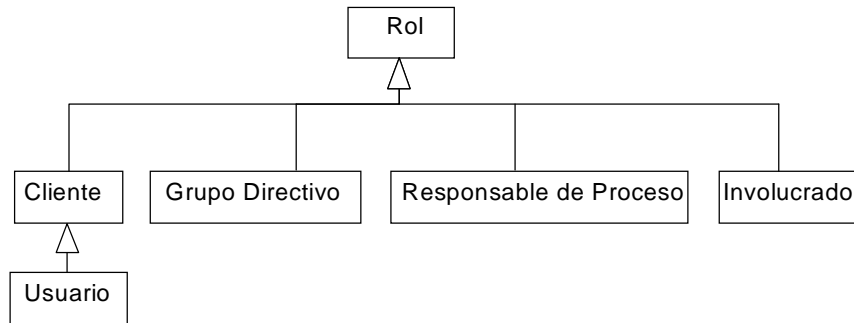 Rol
Cliente
Grupo Directivo
Responsable de Proceso
Involucrado
Usuario